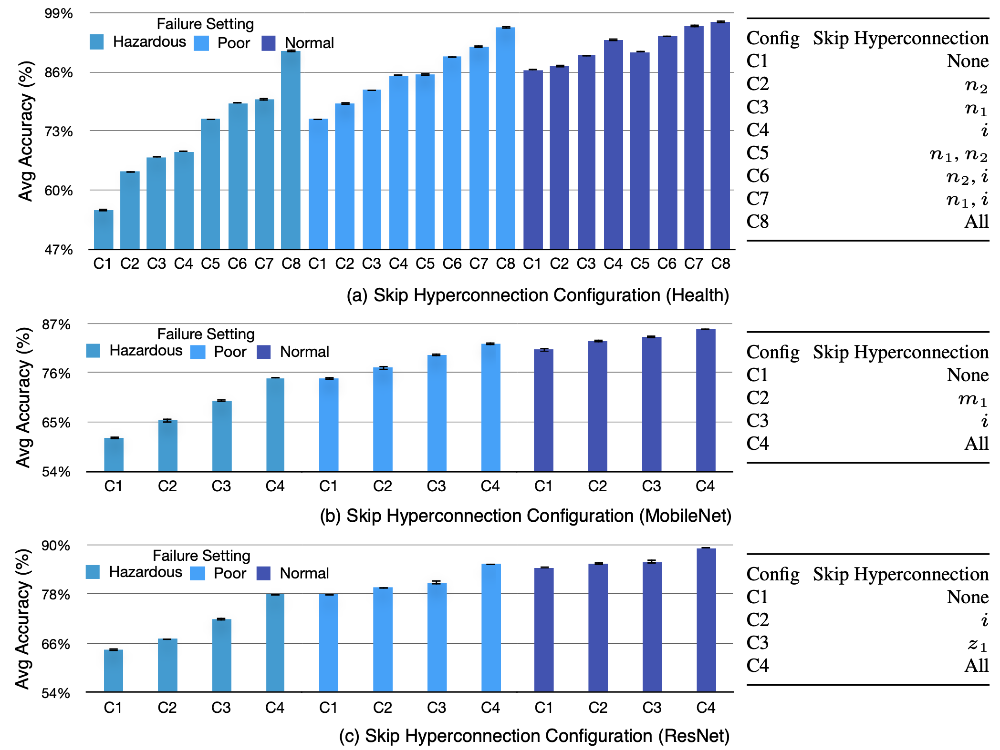 99%
86%
73%
60%
47%
Avg Accuracy (%)
Failure Setting
Hazardous Poor Normal
C1 C2 C3 C4 C5 C6 C7 C8 C1 C2 C3 C4 C5 C6 C7 C8 C1 C2 C3 C4 C5 C6 C7 C8
(a) Skip Hyperconnection Configuration (Health)
Config Skip Hyperconnection
C1 None
C2 n₂
C3 n₁
C4 i
C5 n₁, n₂
C6 n₂, i
C7 n₁, i
C8 All
87%
76%
65%
54%
Avg Accuracy (%)
Failure Setting
Hazardous Poor Normal
C1 C2 C3 C4 C1 C2 C3 C4 C1 C2 C3 C4
(b) Skip Hyperconnection Configuration (MobileNet)
Config Skip Hyperconnection
C1 None
C2 m₁
C3 i
C4 All
90%
78%
66%
54%
Avg Accuracy (%)
Failure Setting
Hazardous Poor Normal
C1 C2 C3 C4 C1 C2 C3 C4 C1 C2 C3 C4
(c) Skip Hyperconnection Configuration (ResNet)
Config Skip Hyperconnection
C1 None
C2 i
C3 z₁
C4 All